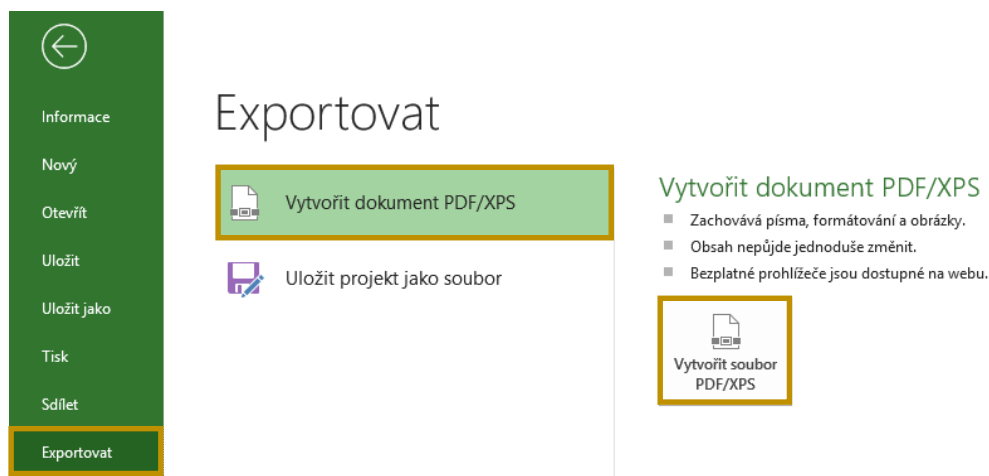 Informace
Nový
Otevřít
Uložit
Uložit jako
Tisk
Sdílet
Exportovat
Exportovat
Vytvořit dokument PDF/XPS
Uložit projekt jako soubor
Vytvořit dokument PDF/XPS
Zachovává písma, formátování a obrázky.
Obsah nepůjde jednoduše změnit.
Bezplatné prohlížeče jsou dostupné na webu.
Vytvořit soubor
PDF/XPS